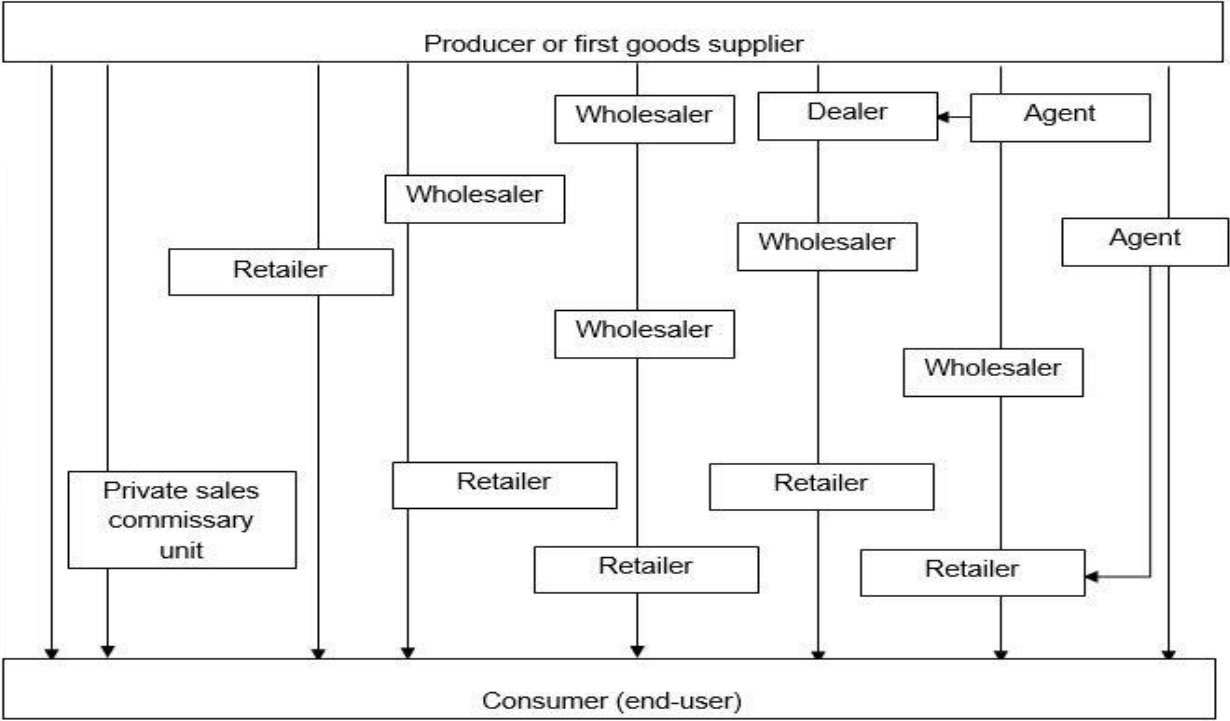 Producer or first goods supplier
Wholesaler
Dealer
Agent
Wholesaler
Wholesaler
Agent
Retailer
Wholesaler
Wholesaler
Retailer
Retailer
Private sales
commissary
unit
Retailer
Retailer
Consumer (end-user)